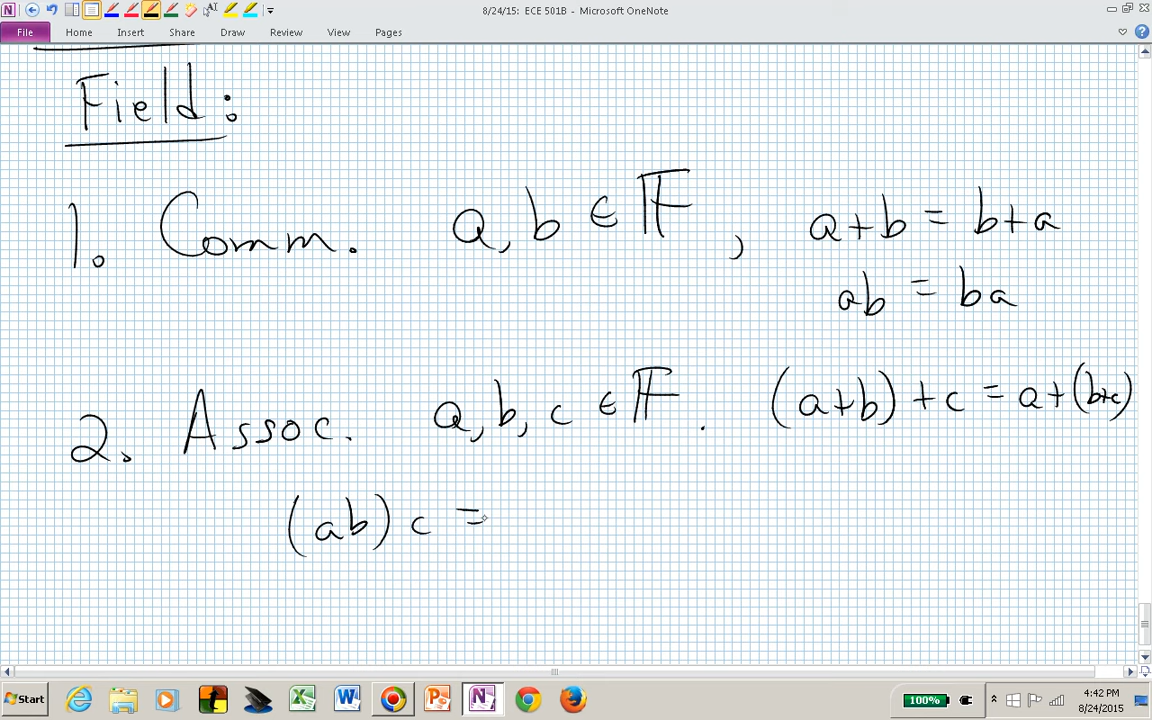 8/24/15: ECE 501B - Microsoft OneNote
File Home Insert Share Draw Review View Pages
Field:
1. Comm. a, b ∈ 𝔽, a+b = b+a
ab = ba
2. Assoc. a, b, c ∈ 𝔽. (a+b)+c = a+(b+c)
(ab)c =
Start
100%
4:42 PM
8/24/2015